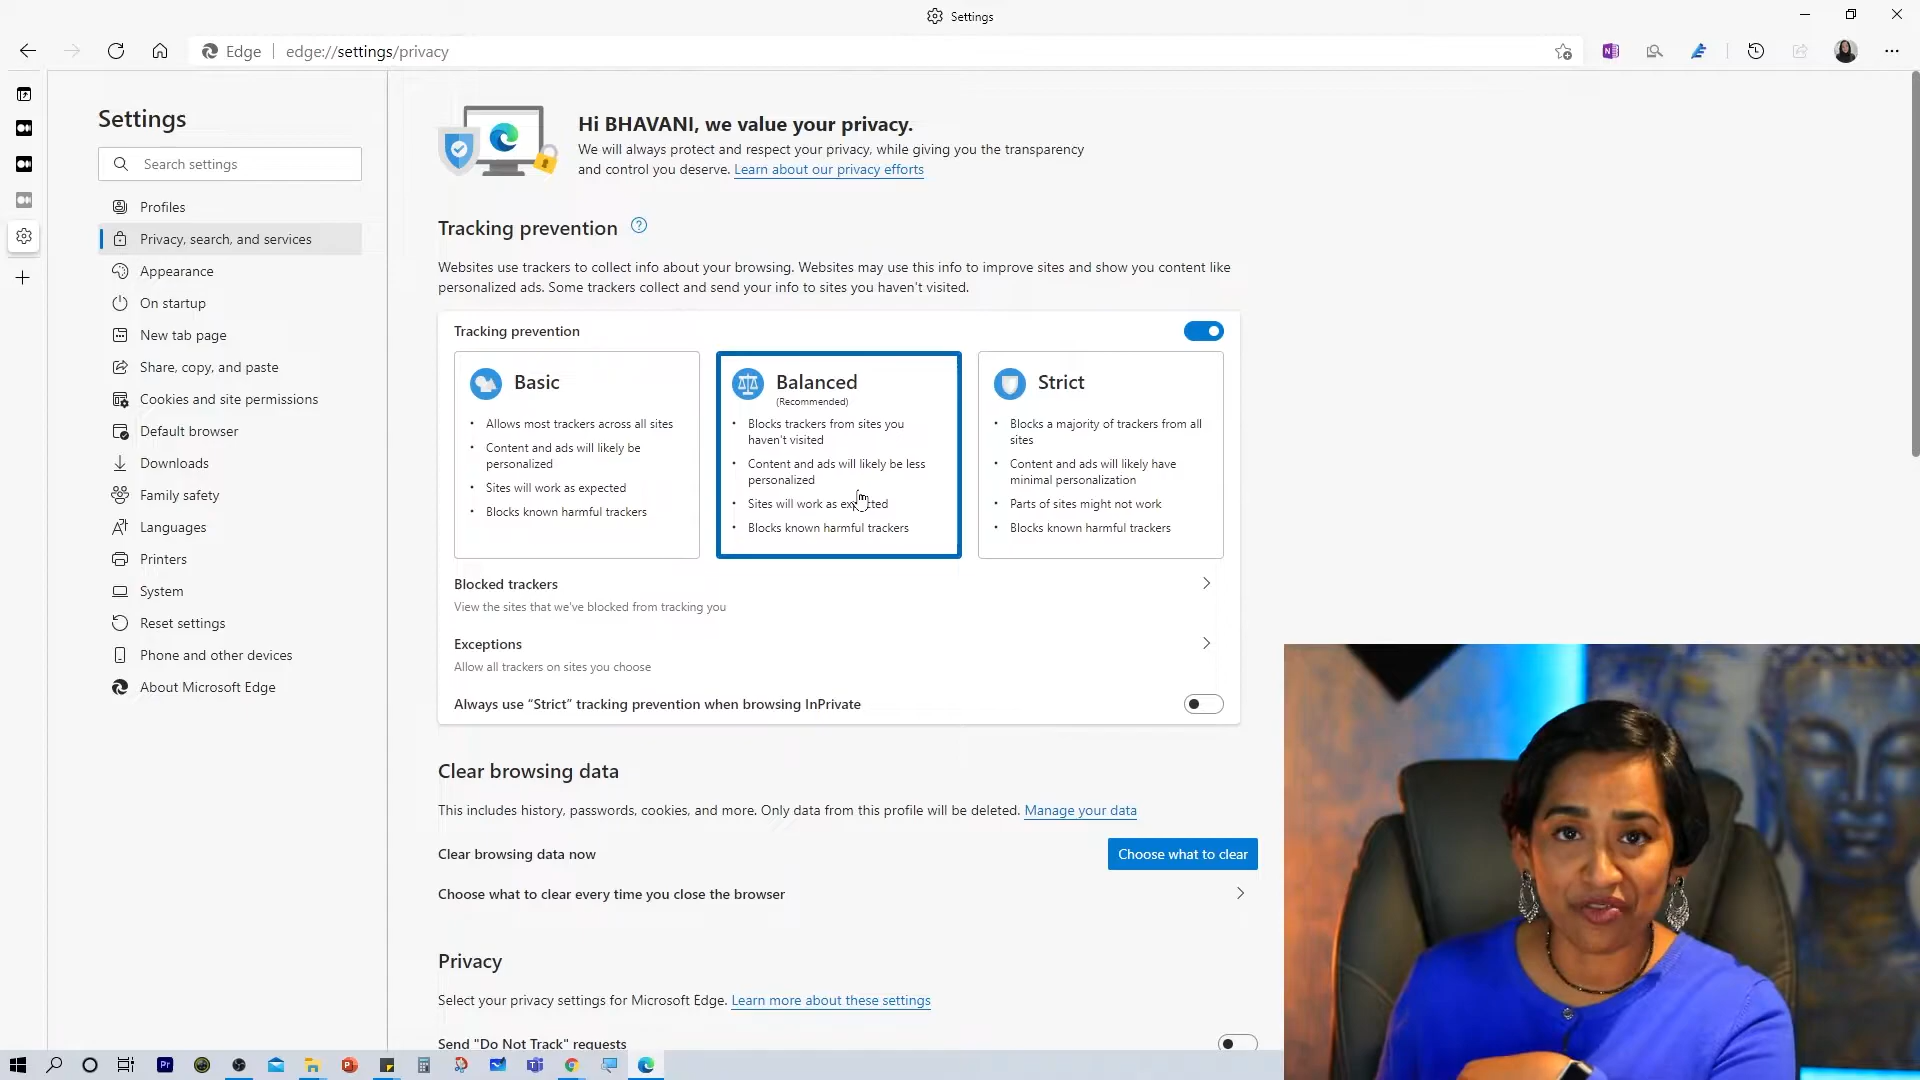 Settings
Edge
edge://settings/privacy
Settings
Search settings
Profiles
Privacy, search, and services
Appearance
On startup
New tab page
Share, copy, and paste
Cookies and site permissions
Default browser
Downloads
Family safety
Languages
Printers
System
Reset settings
Phone and other devices
About Microsoft Edge
Hi BHAVANI, we value your privacy.
We will always protect and respect your privacy, while giving you the transparency
and control you deserve. Learn about our privacy efforts
Tracking prevention
Websites use trackers to collect info about your browsing. Websites may use this info to improve sites and show you content like
personalized ads. Some trackers collect and send your info to sites you haven't visited.
Tracking prevention
Basic
• Allows most trackers across all sites
• Content and ads will likely be
personalized
• Sites will work as expected
• Blocks known harmful trackers
Balanced
(Recommended)
• Blocks trackers from sites you
haven't visited
• Content and ads will likely be less
personalized
• Sites will work as expected
• Blocks known harmful trackers
Strict
• Blocks a majority of trackers from all
sites
• Content and ads will likely have
minimal personalization
• Parts of sites might not work
• Blocks known harmful trackers
Blocked trackers
View the sites that we've blocked from tracking you
Exceptions
Allow all trackers on sites you choose
Always use “Strict” tracking prevention when browsing InPrivate
Clear browsing data
This includes history, passwords, cookies, and more. Only data from this profile will be deleted. Manage your data
Clear browsing data now
Choose what to clear
Choose what to clear every time you close the browser
Privacy
Select your privacy settings for Microsoft Edge. Learn more about these settings
Send "Do Not Track" requests
Pr